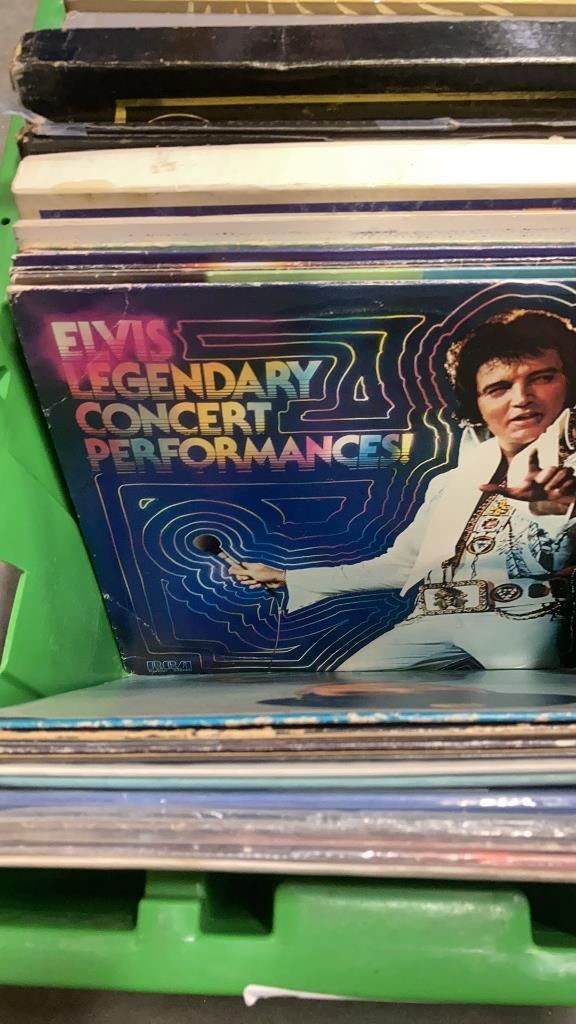 ELVIS
LEGENDARY
CONCERT
PERFORMANCES!
RCA